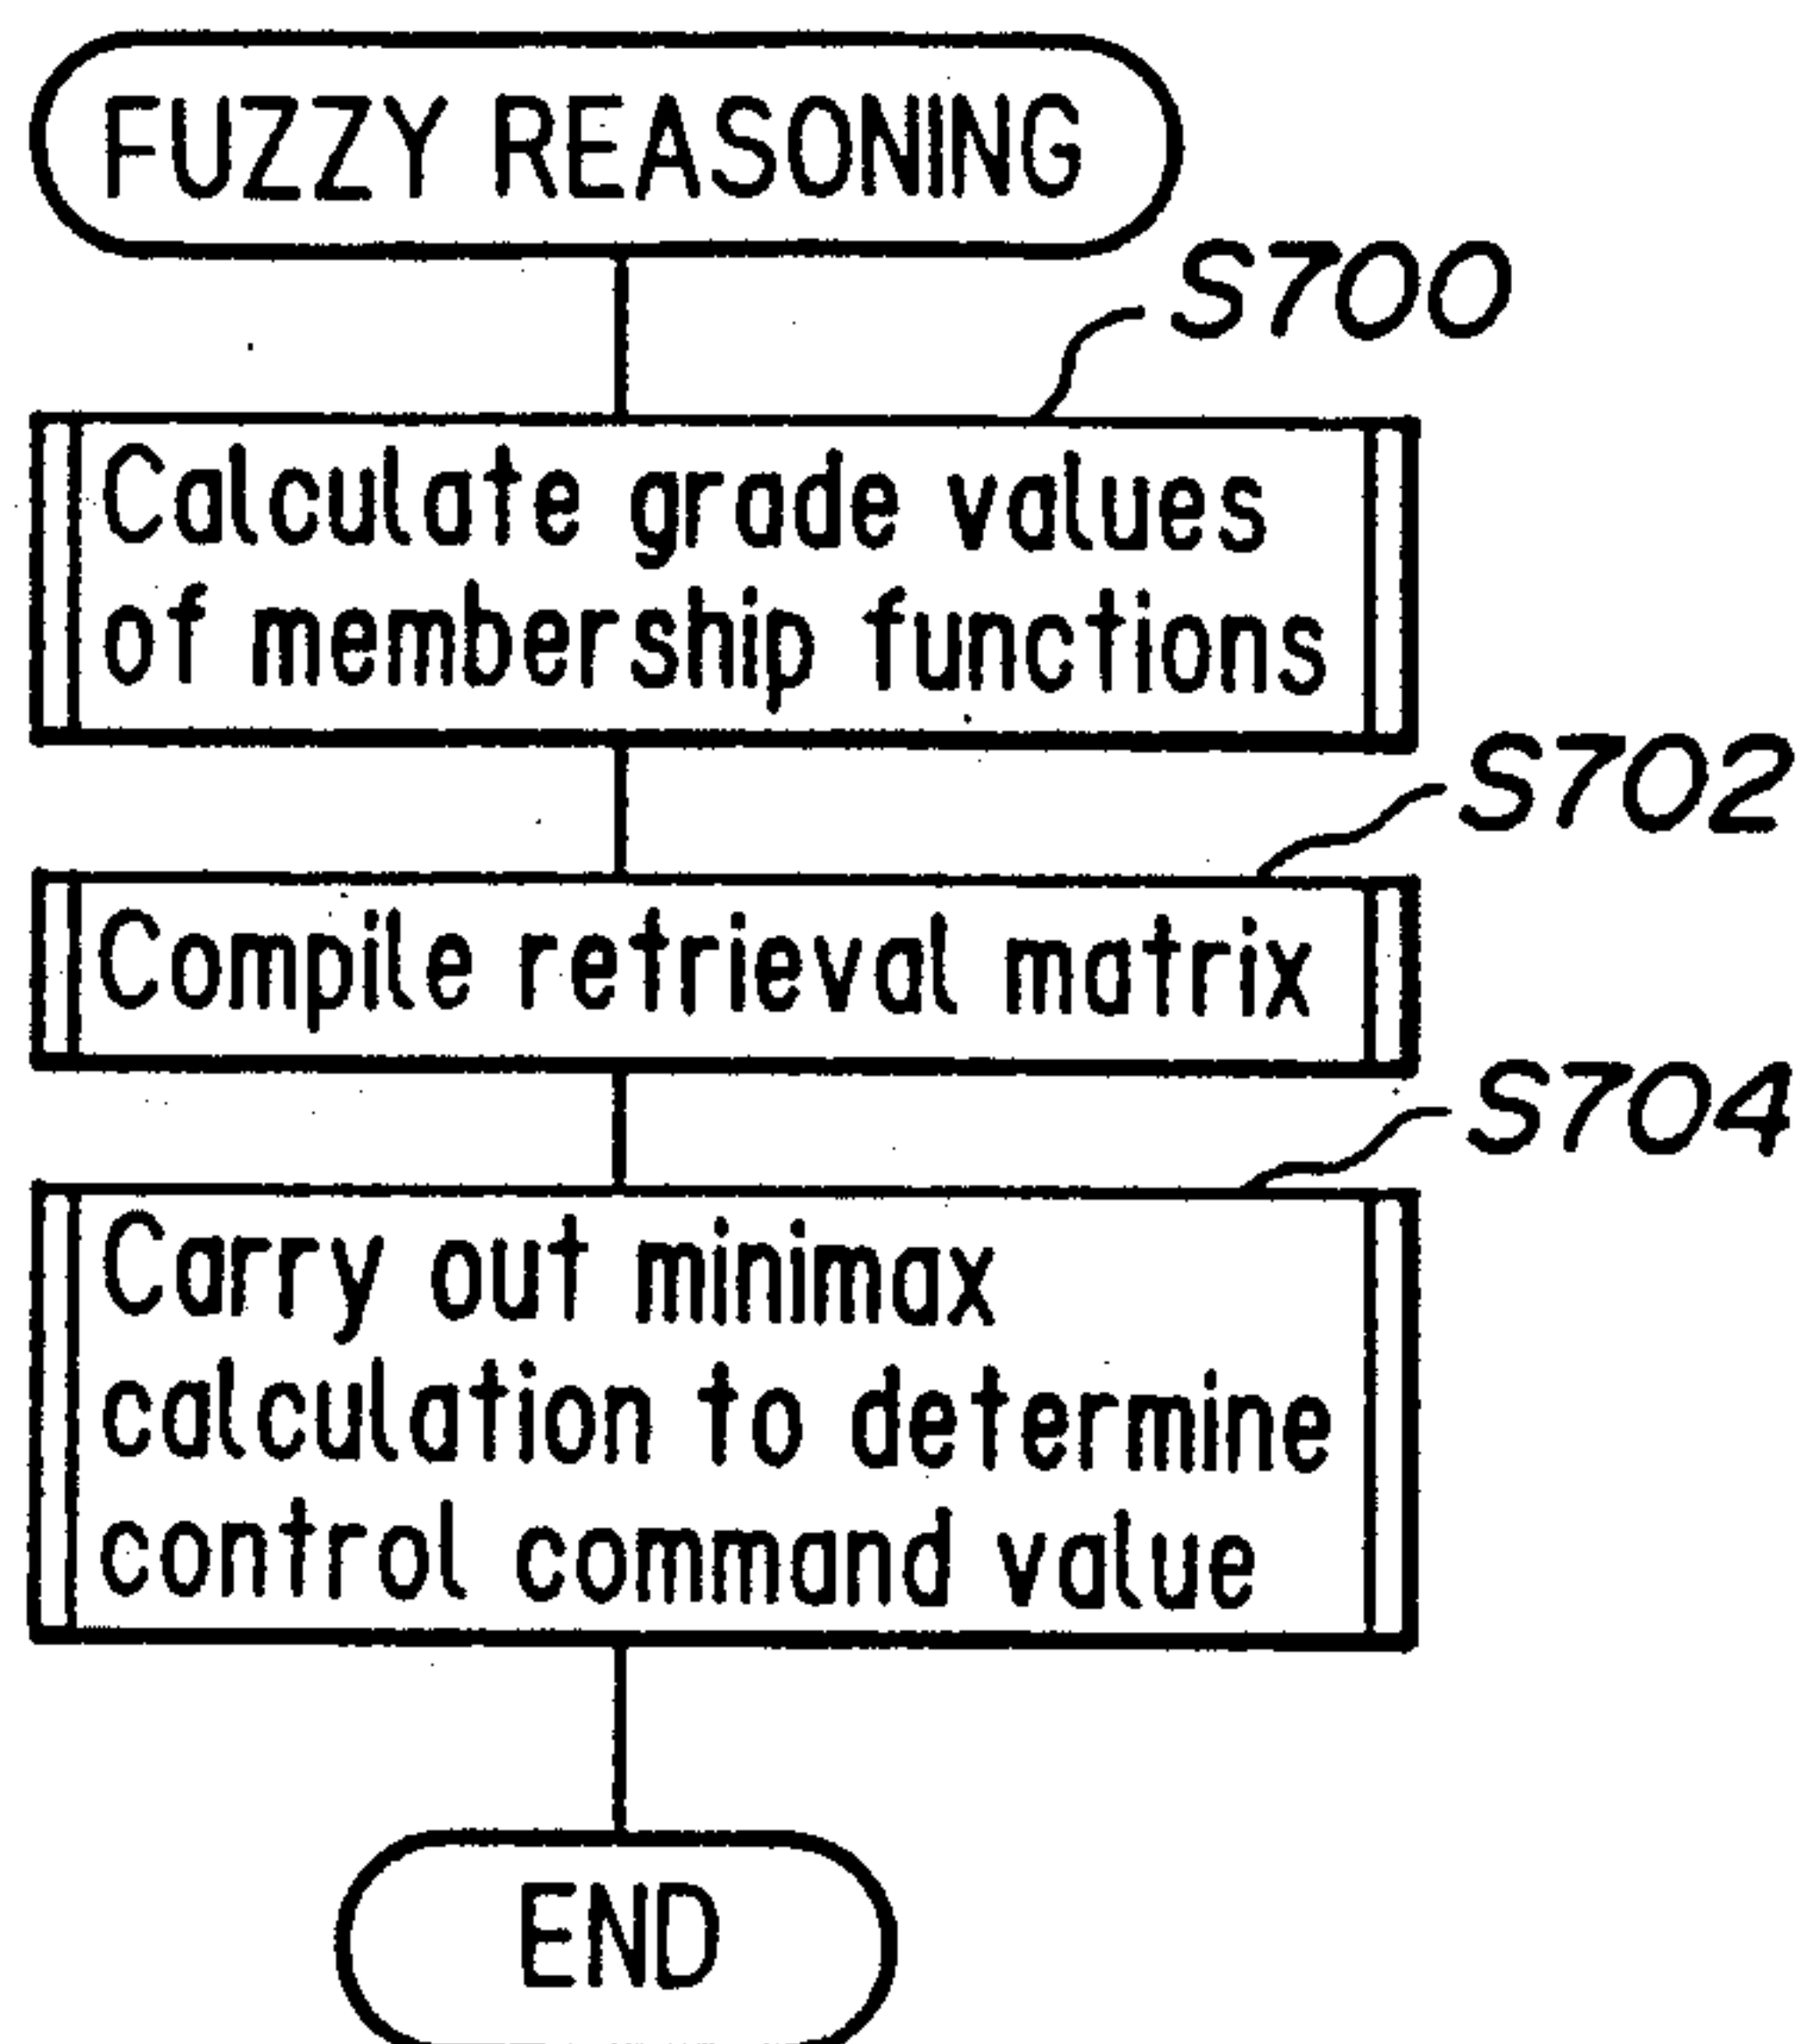 FUZZY REASONING
S700
Calculate grade values
of membership functions
S702
Compile retrieval matrix
S704
Carry out minimax
calculation to determine
control command value
END